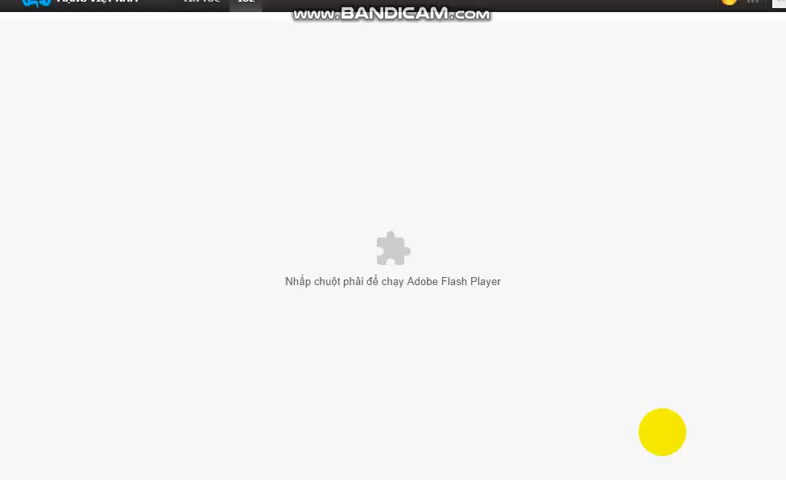 www.BANDICAM.com
Nhấp chuột phải để chạy Adobe Flash Player